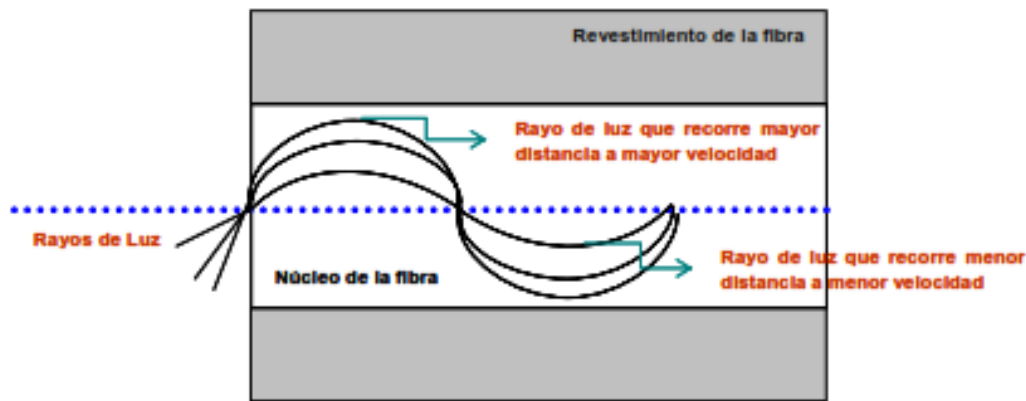 Revestimiento de la fibra
Rayo de luz que recorre mayor
distancia a mayor velocidad
Rayos de Luz
Núcleo de la fibra
Rayo de luz que recorre menor
distancia a menor velocidad